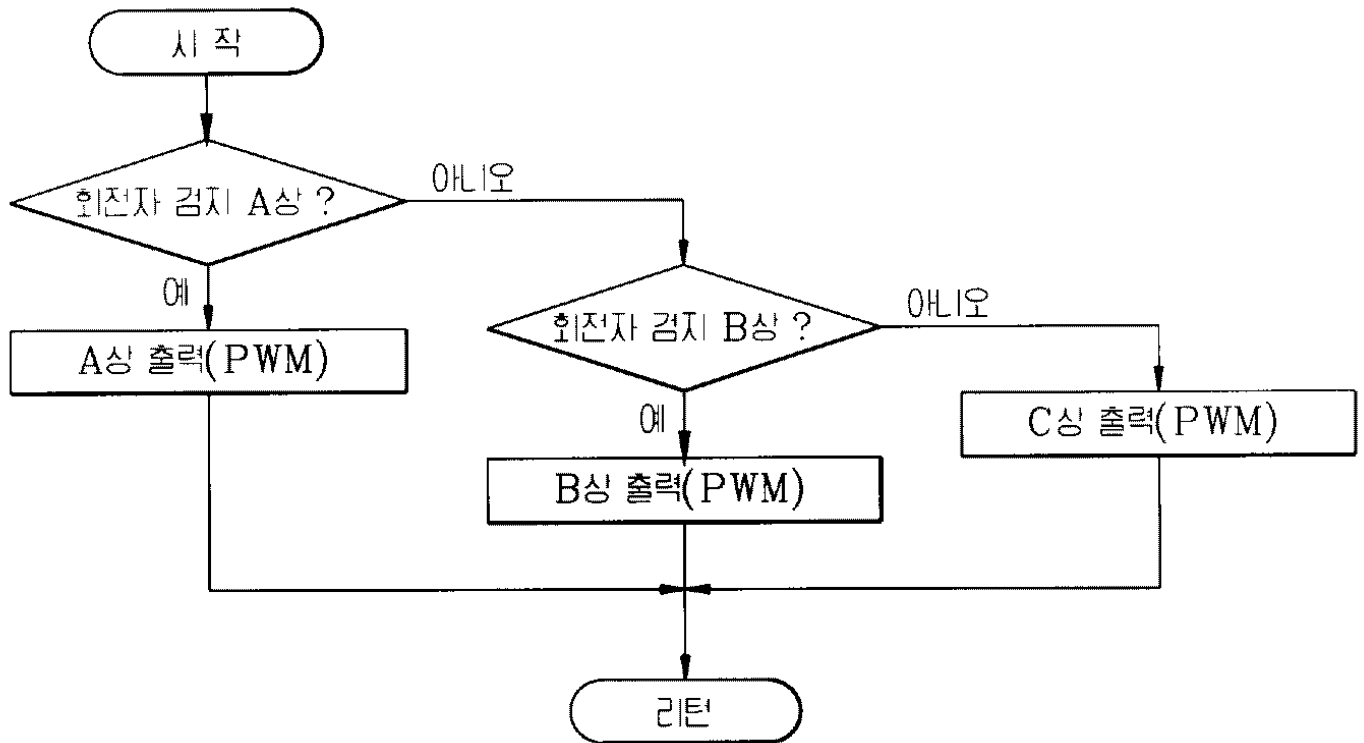 시 작
회전자 검지 A상 ?
아니오
예
A상 출력(PWM)
회전자 검지 B상 ?
아니오
예
B상 출력(PWM)
C상 출력(PWM)
리턴